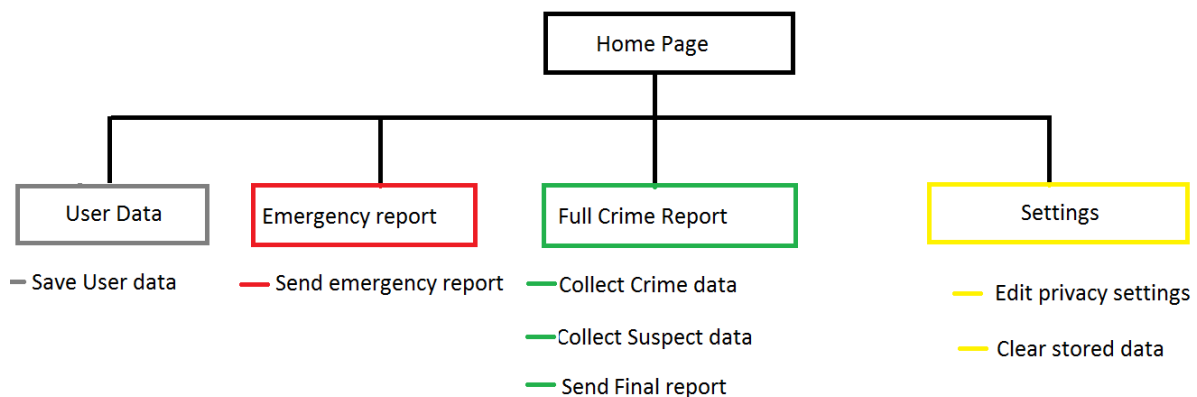 Home Page
User Data
Emergency report
Full Crime Report
Settings
Save User data
Send emergency report
Collect Crime data
Collect Suspect data
Send Final report
Edit privacy settings
Clear stored data